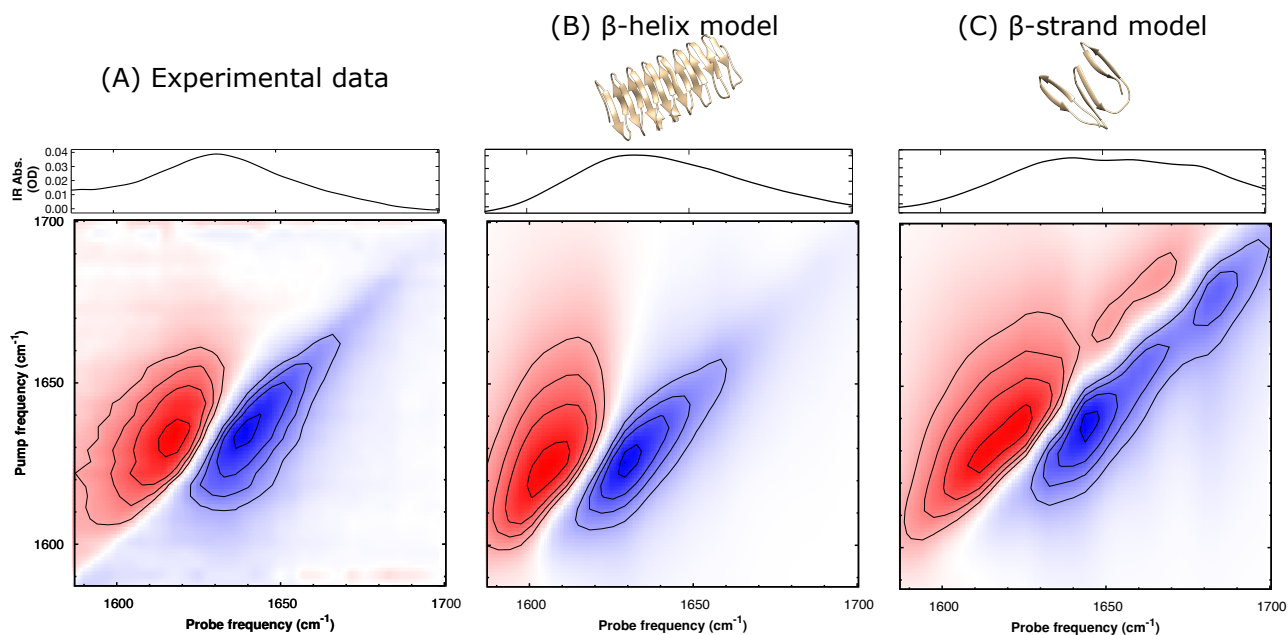 (B) β-helix model
(C) β-strand model
(A) Experimental data
IR Abs.
(OD)
0.04
0.03
0.02
0.01
0.00
1700
1650
1600
Pump frequency (cm-1)
1600
1650
1700
Probe frequency (cm-1)
1600
1650
1700
Probe frequency (cm-1)
1600
1650
1700
Probe frequency (cm-1)